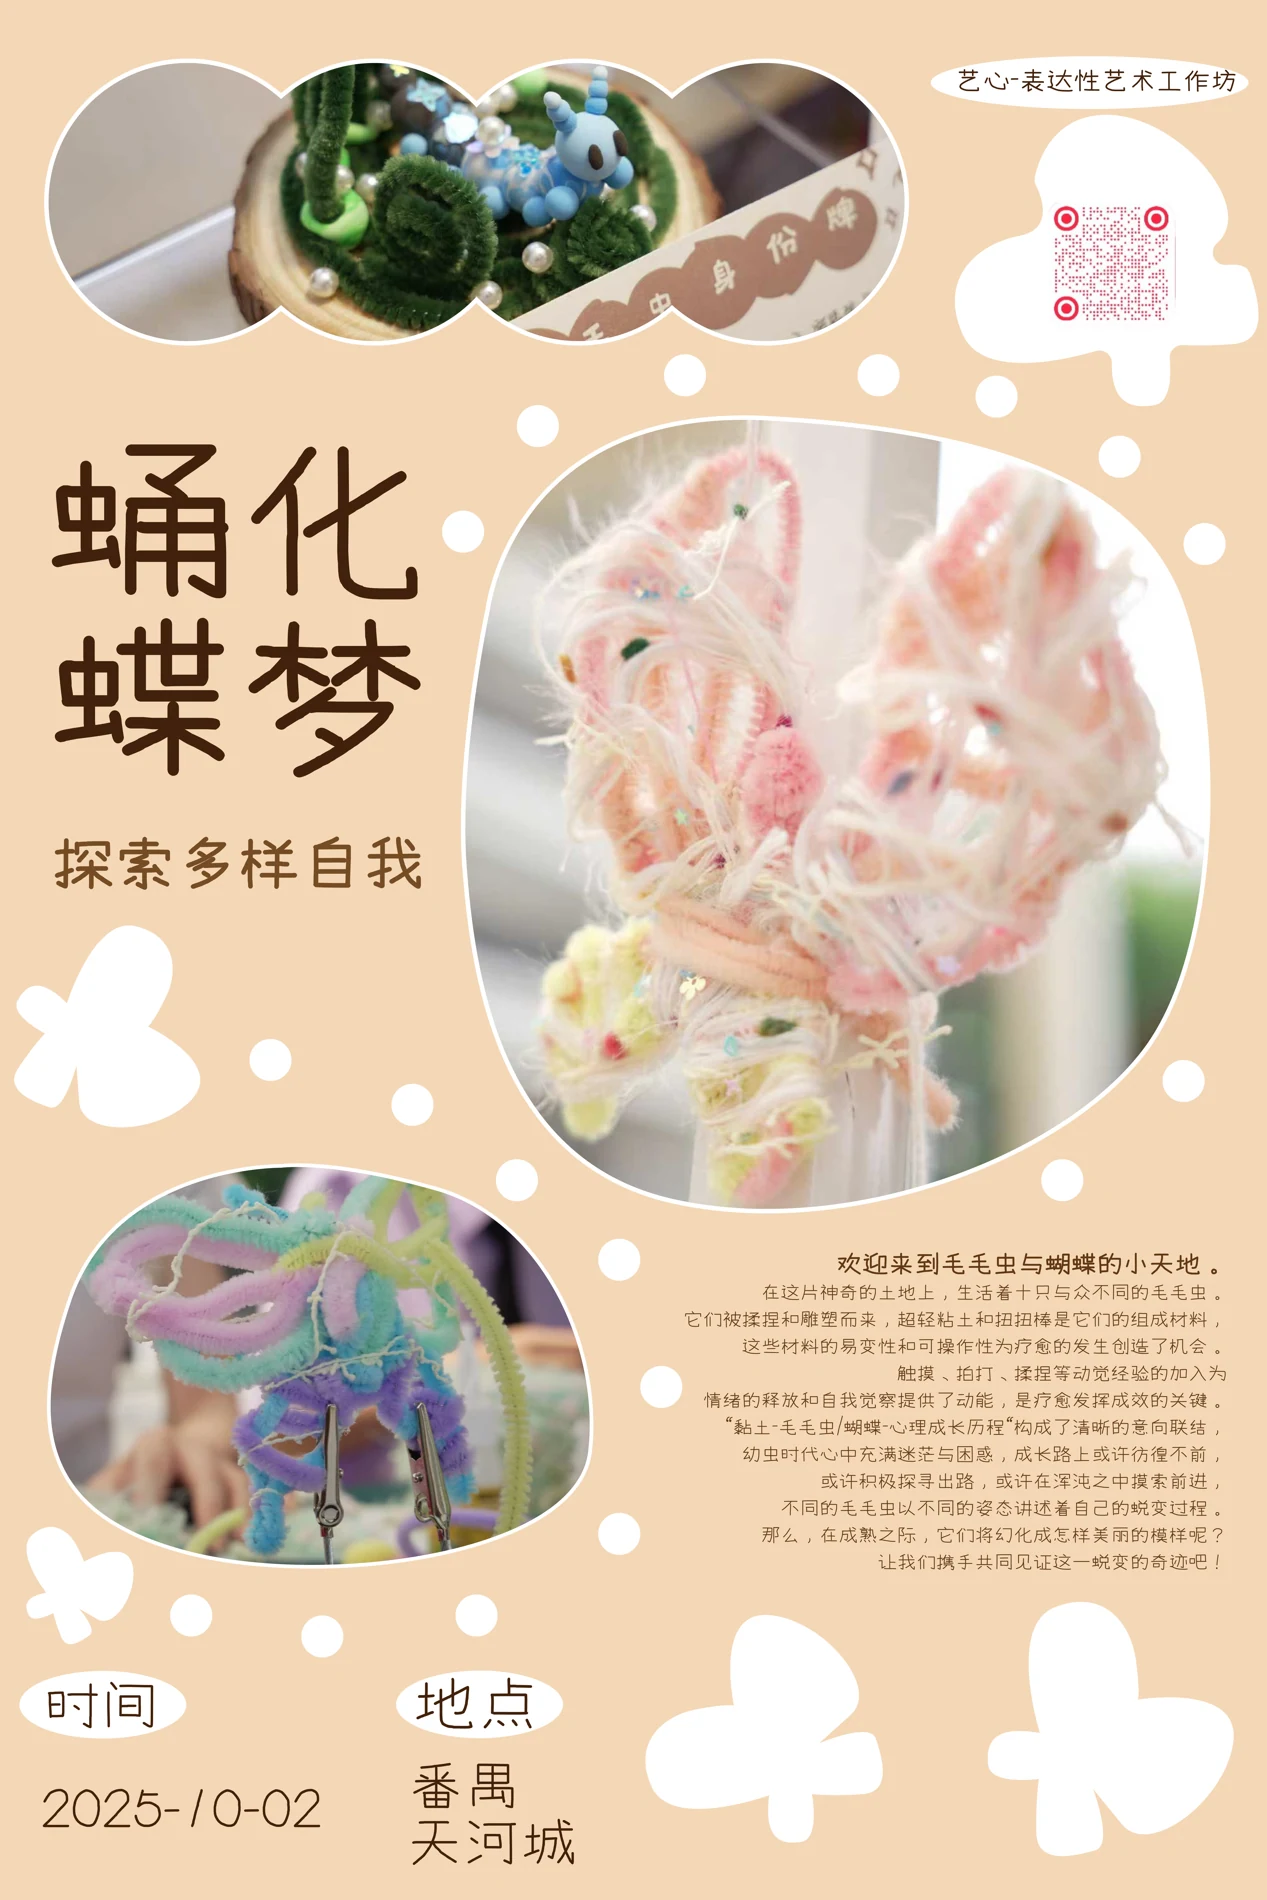 艺心-表达性艺术工作坊
身份牌
蛹化
蝶梦
探索多样自我
欢迎来到毛毛虫与蝴蝶的小天地。
在这片神奇的土地上，生活着十只与众不同的毛毛虫。
它们被揉捏和雕塑而来，超轻粘土和扭扭棒是它们的组成材料，
这些材料的易变性和可操作性为疗愈的发生创造了机会。
触摸、拍打、揉捏等动觉经验的加入为
情绪的释放和自我觉察提供了动能，是疗愈发挥成效的关键。
“黏土-毛毛虫/蝴蝶-心理成长历程“构成了清晰的意向联结，
幼虫时代心中充满迷茫与困惑，成长路上或许彷徨不前，
或许积极探寻出路，或许在浑沌之中摸索前进，
不同的毛毛虫以不同的姿态讲述着自己的蜕变过程。
那么，在成熟之际，它们将幻化成怎样美丽的模样呢？
让我们携手共同见证这一蜕变的奇迹吧！
时间
2025-10-02
地点
番禺
天河城